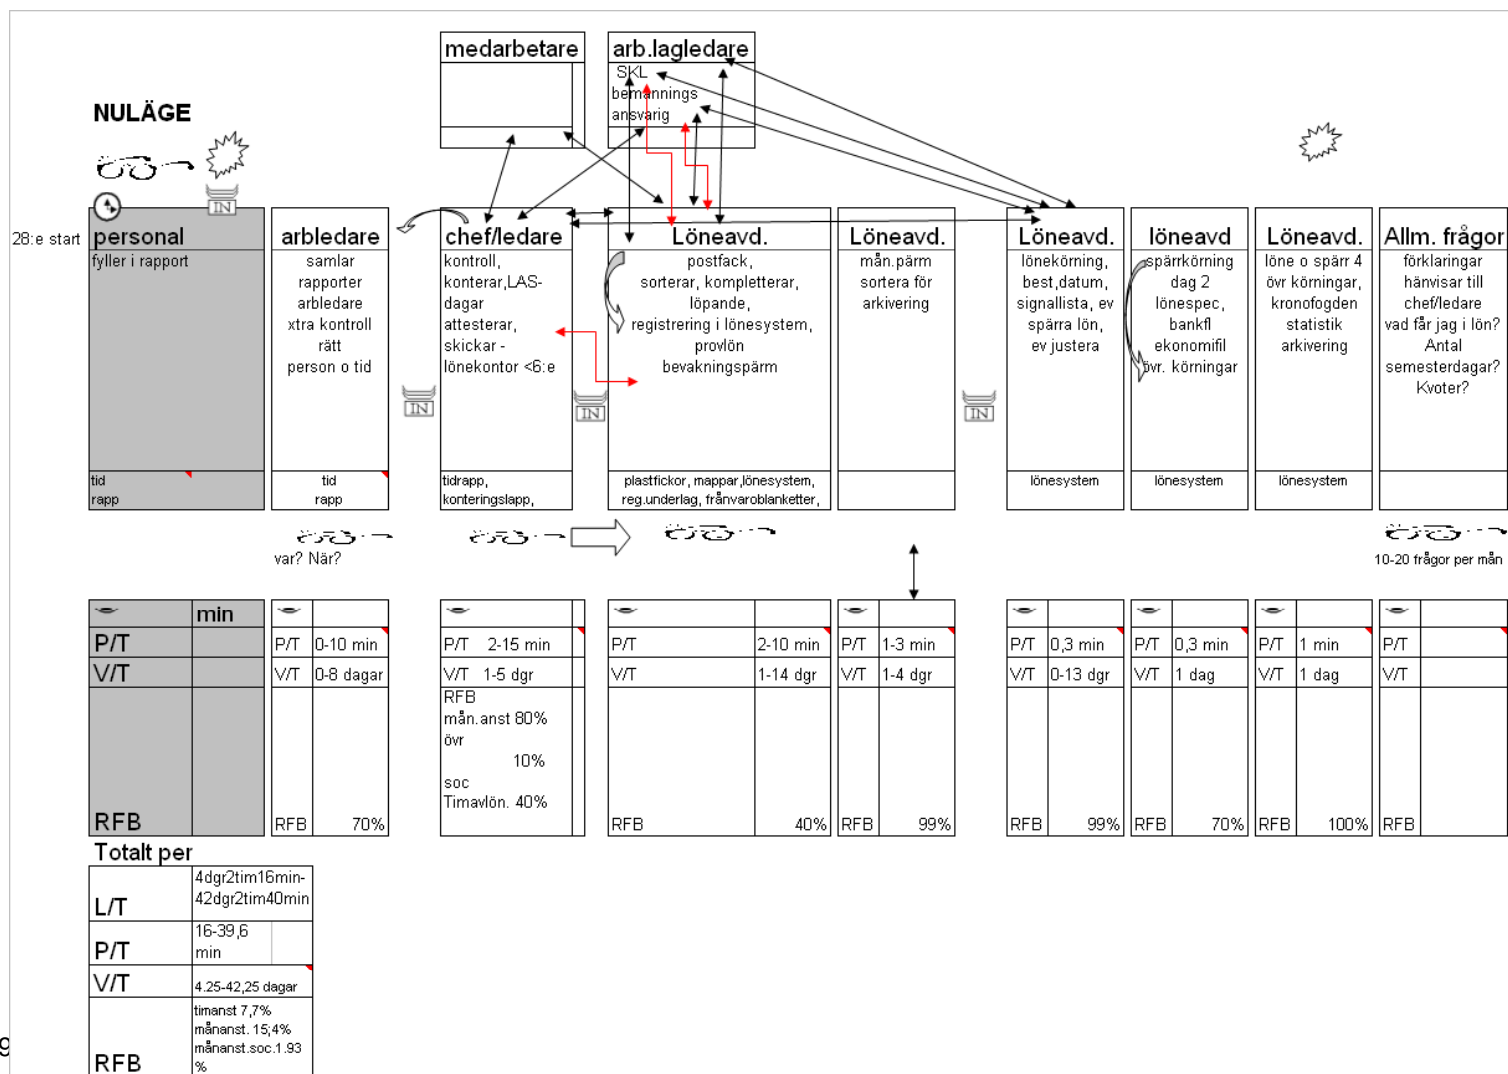 medarbetare
arb.lagledare
SKL
bemannings
ansvarig
NULÄGE
IN
28:e start
personal
fyller i rapport
tid
rapp
arbledare
samlar
rapporter
arbledare
xtra kontroll
rätt
person o tid
tid
rapp
IN
chef/ledare
kontroll,
konterar,LAS-
dagar
attesterar,
skickar -
lönekontor <6:e
tidrapp,
konteringslapp,
IN
Löneavd.
postfack,
sorterar, kompletterar,
löpande,
registrering i lönesystem,
provlön
bevakningspärm
plastfickor, mappar,lönesystem,
reg.underlag, frånvaroblanketter,
Löneavd.
mån.pärm
sortera för
arkivering
IN
Löneavd.
lönekörning,
best,datum,
signallista, ev
spärra lön,
ev justera
lönesystem
löneavd
spärrkörning
dag 2
lönespec,
bankfl
ekonomifil
övr. körningar
lönesystem
Löneavd.
löne o spärr 4
övr körningar,
kronofogden
statistik
arkivering
lönesystem
Allm. frågor
förklaringar
hänvisar till
chef/ledare
vad får jag i lön?
Antal
semesterdagar?
Kvoter?
var? När?
10-20 frågor per mån
min
P/T
V/T
RFB
P/T 0-10 min
V/T 0-8 dagar
RFB 70%
P/T 2-15 min
V/T 1-5 dgr
RFB
mån.anst 80%
övr
10%
soc
Timavlön. 40%
P/T 2-10 min
V/T 1-14 dgr
RFB 40%
P/T 1-3 min
V/T 1-4 dgr
RFB 99%
P/T 0,3 min
V/T 0-13 dgr
RFB 99%
P/T 0,3 min
V/T 1 dag
RFB 70%
P/T 1 min
V/T 1 dag
RFB 100%
P/T
V/T
RFB
Totalt per
L/T 4dgr2tim16min-
42dgr2tim40min
P/T 16-39,6
min
V/T 4.25-42,25 dagar
RFB timanst 7,7%
månanst. 15;4%
månanst.soc.1.93
%
9